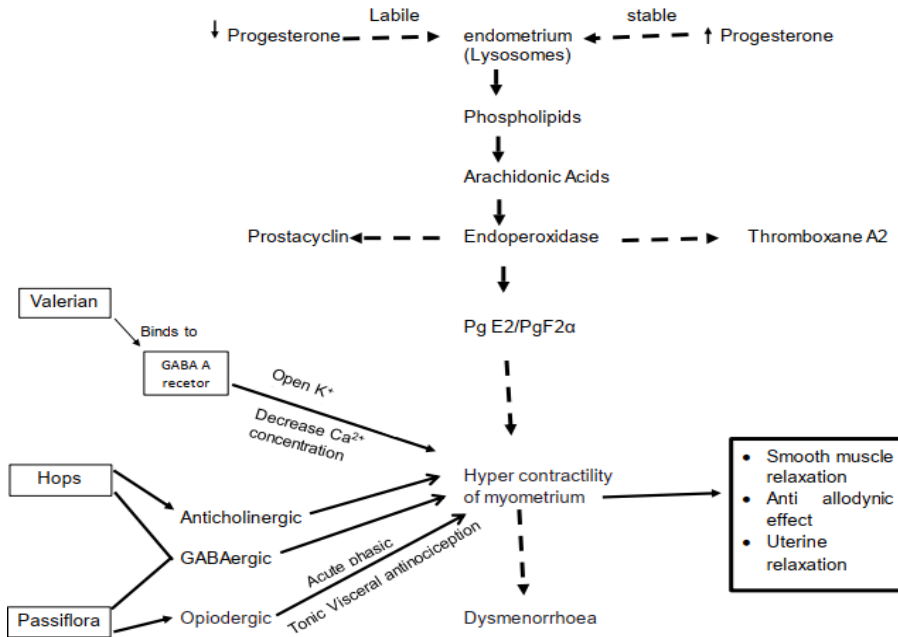 Labile
stable
Progesterone
endometrium
(Lysosomes)
Progesterone
Phospholipids
Arachidonic Acids
Prostacyclin
Endoperoxidase
Thromboxane A2
Valerian
Binds to
Pg E2/PgF2α
GABA A
recetor
Open K⁺
Decrease Ca²⁺
concentration
Hops
Hyper contractility
of myometrium
Smooth muscle
relaxation
Anti allodynic
effect
Uterine
relaxation
Anticholinergic
GABAergic
Acute phasic
Tonic Visceral antinociception
Passiflora
Opiodergic
Dysmenorrhoea